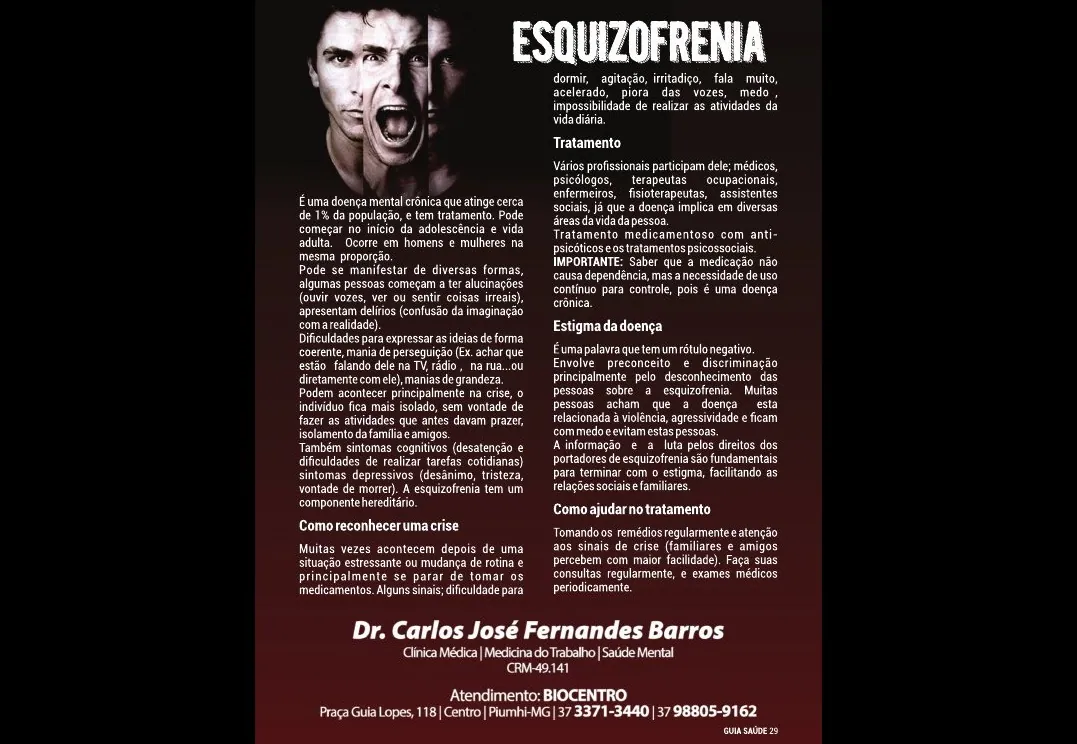 ESQUIZOFRENIA
É uma doença mental crônica que atinge cerca
de 1% da população, e tem tratamento. Pode
começar no início da adolescência e vida
adulta. Ocorre em homens e mulheres na
mesma proporção.
Pode se manifestar de diversas formas,
algumas pessoas começam a ter alucinações
(ouvir vozes, ver ou sentir coisas irreais),
apresentam delírios (confusão da imaginação
com a realidade).
Dificuldades para expressar as ideias de forma
coerente, mania de perseguição (Ex. achar que
estão falando dele na TV, rádio , na rua...ou
diretamente com ele), manias de grandeza.
Podem acontecer principalmente na crise, o
indivíduo fica mais isolado, sem vontade de
fazer as atividades que antes davam prazer,
isolamento da família e amigos.
Também sintomas cognitivos (desatenção e
dificuldades de realizar tarefas cotidianas)
sintomas depressivos (desânimo, tristeza,
vontade de morrer). A esquizofrenia tem um
componente hereditário.
Como reconhecer uma crise
Muitas vezes acontecem depois de uma
situação estressante ou mudança de rotina e
principalmente se parar de tomar os
medicamentos. Alguns sinais; dificuldade para
dormir, agitação, irritadiço, fala muito,
acelerado, piora das vozes, medo ,
impossibilidade de realizar as atividades da
vida diária.
Tratamento
Vários profissionais participam dele; médicos,
psicólogos, terapeutas ocupacionais,
enfermeiros, fisioterapeutas, assistentes
sociais, já que a doença implica em diversas
áreas da vida da pessoa.
Tratamento medicamentoso com anti-
psicóticos e os tratamentos psicossociais.
IMPORTANTE: Saber que a medicação não
causa dependência, mas a necessidade de uso
contínuo para controle, pois é uma doença
crônica.
Estigma da doença
É uma palavra que tem um rótulo negativo.
Envolve preconceito e discriminação
principalmente pelo desconhecimento das
pessoas sobre a esquizofrenia. Muitas
pessoas acham que a doença esta
relacionada à violência, agressividade e ficam
com medo e evitam estas pessoas.
A informação e a luta pelos direitos dos
portadores de esquizofrenia são fundamentais
para terminar com o estigma, facilitando as
relações sociais e familiares.
Como ajudar no tratamento
Tomando os remédios regularmente e atenção
aos sinais de crise (familiares e amigos
percebem com maior facilidade). Faça suas
consultas regularmente, e exames médicos
periodicamente.
Dr. Carlos José Fernandes Barros
Clínica Médica | Medicina do Trabalho | Saúde Mental
CRM-49.141
Atendimento: BIOCENTRO
Praça Guia Lopes, 118 | Centro | Piumhi-MG | 37 3371-3440 | 37 98805-9162
GUIA SAÚDE 29